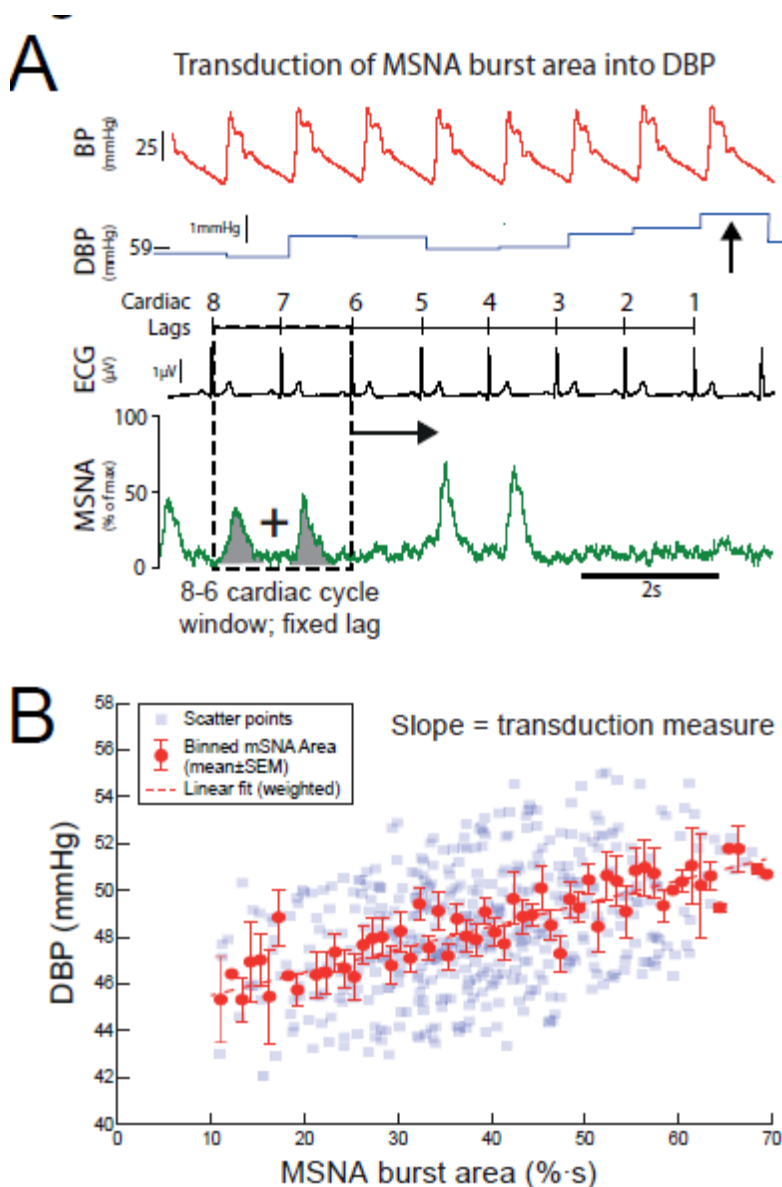 A
Transduction of MSNA burst area into DBP
BP
(mmHg)
25
DBP
(mmHg)
1mmHg
59
Cardiac
Lags
8 7 6 5 4 3 2 1
ECG
(µV)
1µV
MSNA
(% of max)
100
50
0
+
2s
8-6 cardiac cycle
window; fixed lag
B
Scatter points
Binned mSNA Area
(mean±SEM)
Linear fit (weighted)
Slope = transduction measure
DBP (mmHg)
58
56
54
52
50
48
46
44
42
40
0 10 20 30 40 50 60 70
MSNA burst area (%·s)